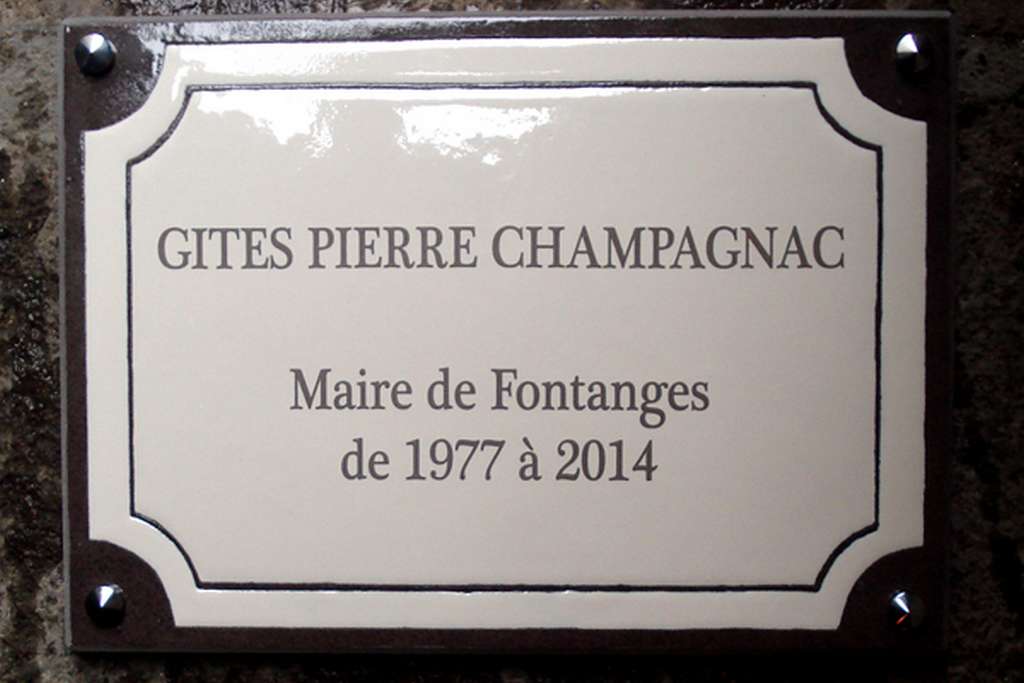 GITES PIERRE CHAMPAGNAC
Maire de Fontanges
de 1977 à 2014